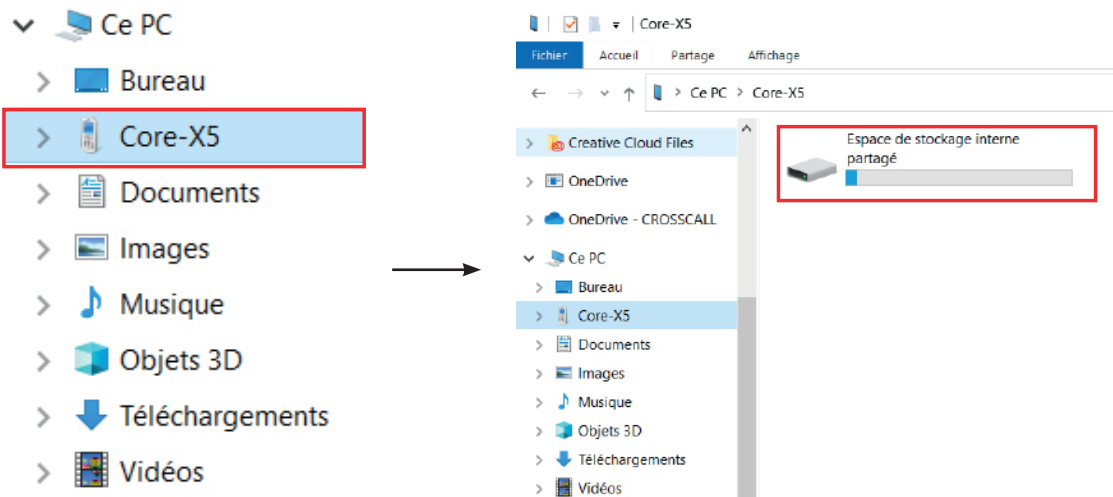 Ce PC
Bureau
Core-X5
Documents
Images
Musique
Objets 3D
Téléchargements
Vidéos
Core-X5
Fichier Accueil Partage Affichage
Ce PC > Core-X5
Creative Cloud Files
OneDrive
OneDrive - CROSSCALL
Ce PC
Bureau
Core-X5
Documents
Images
Musique
Objets 3D
Téléchargements
Vidéos
Espace de stockage interne
partagé